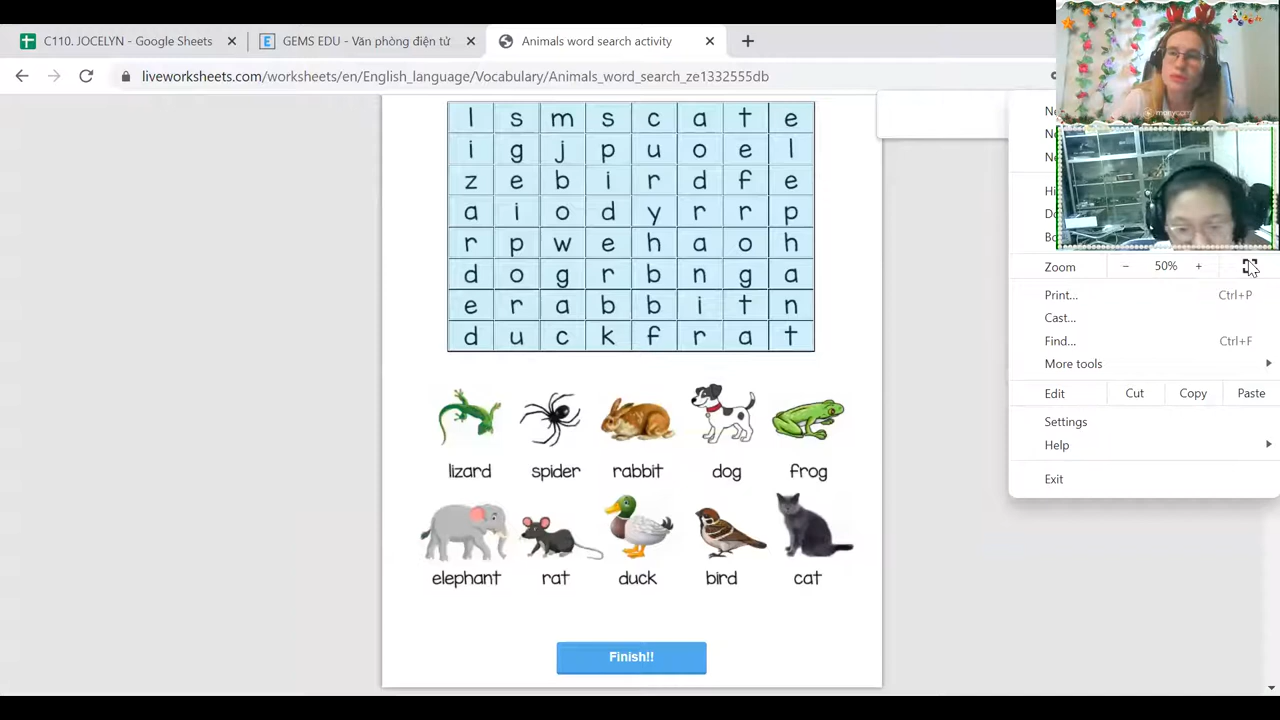 C110. JOCELYN - Google Sheets
GEMS EDU - Văn phòng điện tử
Animals word search activity
liveworksheets.com/worksheets/en/English_language/Vocabulary/Animals_word_search_ze1332555db
l s m s c a t e
i g j p u o e l
z e b i r d f e
a i o d y r r p
r p w e h a o h
d o g r b n g a
e r a b b i t n
d u c k f r a t
lizard spider rabbit dog frog
elephant rat duck bird cat
Finish!!
Zoom − 50% +
Print... Ctrl+P
Cast...
Find... Ctrl+F
More tools
Edit Cut Copy Paste
Settings
Help
Exit